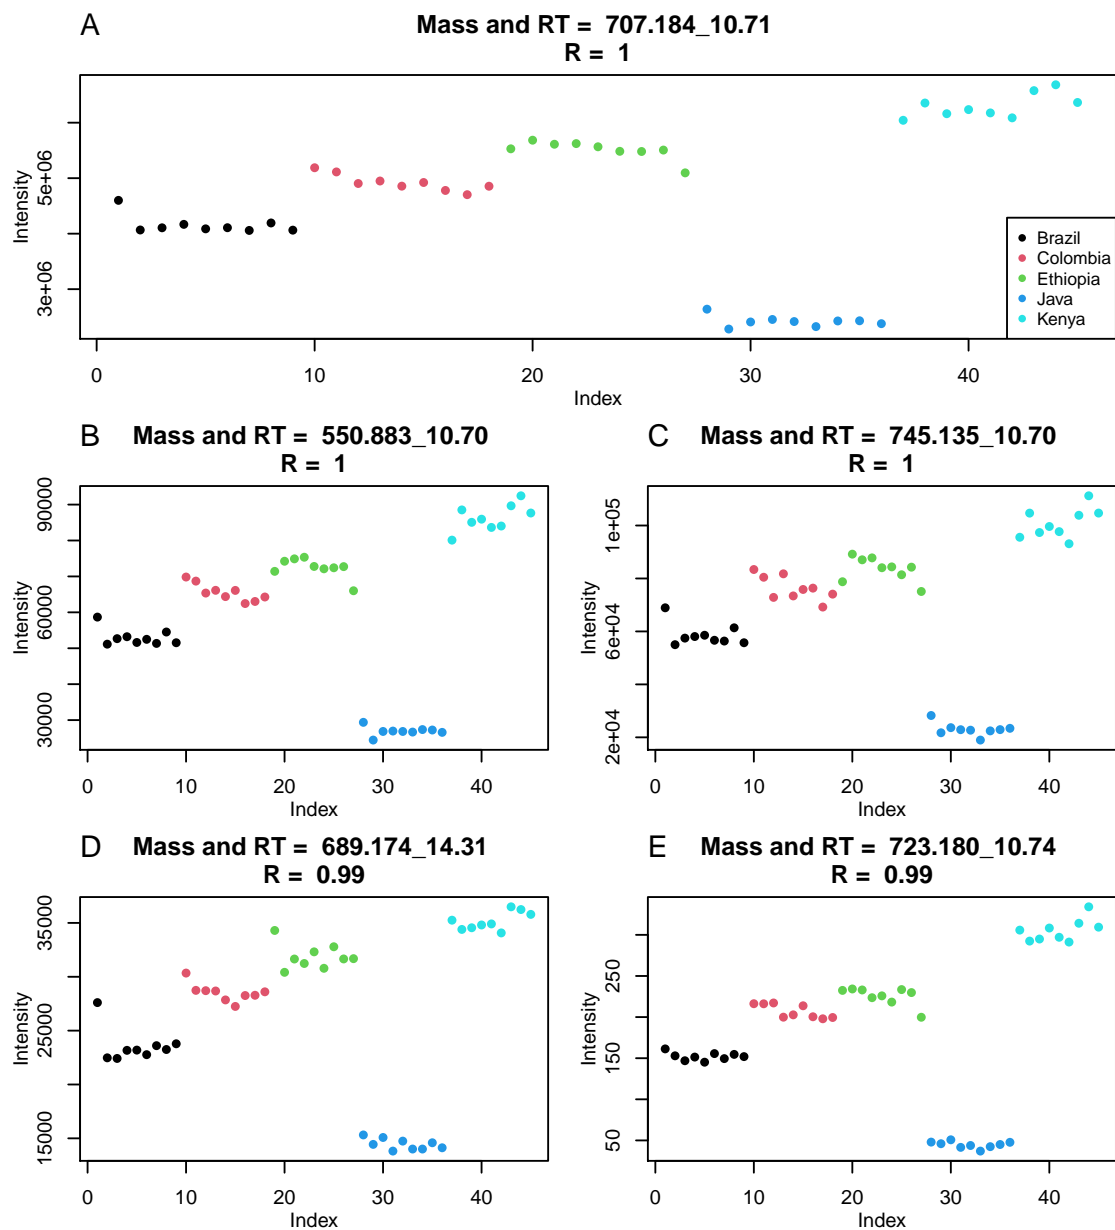 A
Mass and RT = 707.184_10.71
R = 1
Intensity
5e+06
3e+06
Brazil
Colombia
Ethiopia
Java
Kenya
0 10 20 30 40
Index
B
Mass and RT = 550.883_10.70
R = 1
Intensity
90000
60000
30000
0 10 20 30 40
Index
C
Mass and RT = 745.135_10.70
R = 1
Intensity
1e+05
6e+04
2e+04
0 10 20 30 40
Index
D
Mass and RT = 689.174_14.31
R = 0.99
Intensity
35000
25000
15000
0 10 20 30 40
Index
E
Mass and RT = 723.180_10.74
R = 0.99
Intensity
250
150
50
0 10 20 30 40
Index